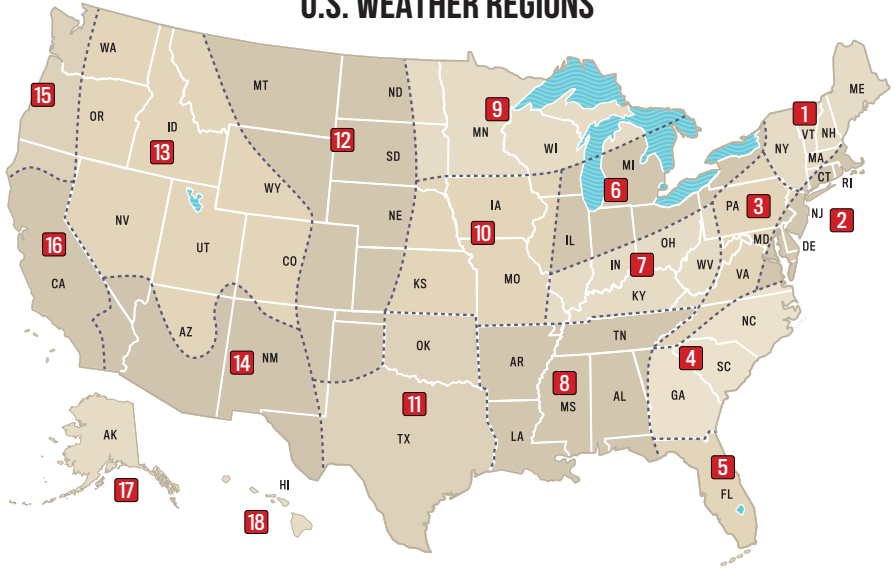 U.S. WEATHER REGIONS
WA
MT
ND
ME
15
OR
9
1
MN
VT
NH
ID
12
NY
13
SD
WI
MI
MA
CT
RI
WY
6
IA
PA
3
NJ
2
NV
NE
10
16
UT
IL
OH
MD
DE
CO
IN
7
WV
VA
CA
KS
MO
KY
NC
AZ
TN
OK
14
NM
AR
4
SC
8
GA
11
MS
AL
AK
TX
LA
5
17
HI
FL
18